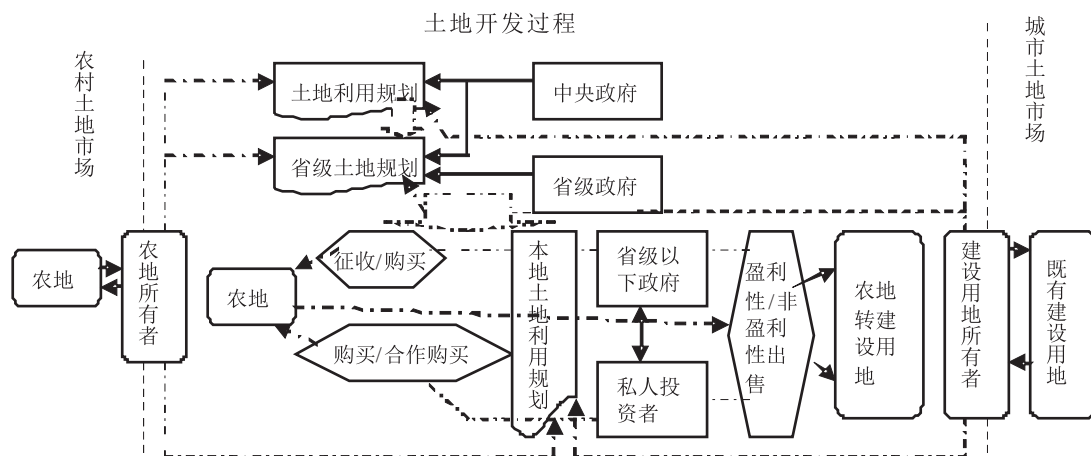 土地开发过程
农村土地市场
城市土地市场
土地利用规划
中央政府
省级土地规划
省级政府
农地
农地所有者
农地
征收/购买
购买/合作购买
本地土地利用规划
省级以
下政府
私人投
资者
盈利
性/非
盈利
性出
售
农地
转建
设用
地
建设用地所有者
既有建设用地